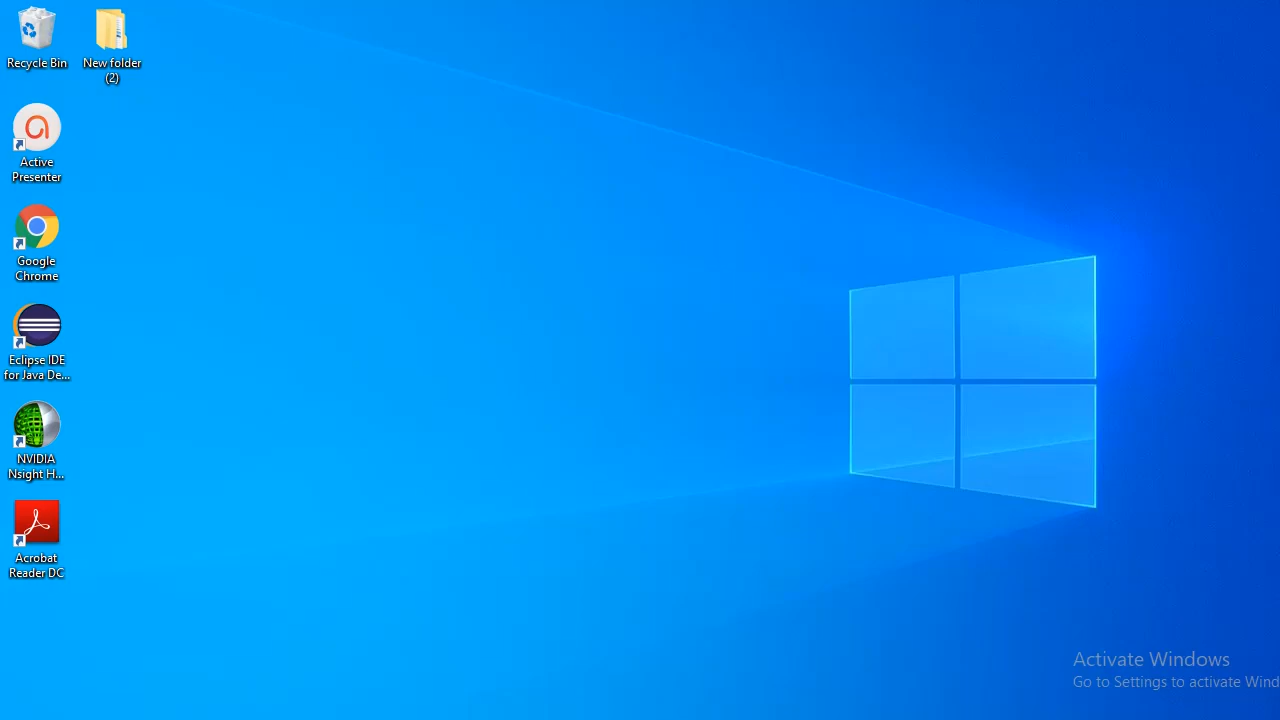 Recycle Bin
New folder
(2)
Active
Presenter
Google
Chrome
Eclipse IDE
for Java De...
NVIDIA
Nsight H...
Acrobat
Reader DC
Activate Windows
Go to Settings to activate Wind